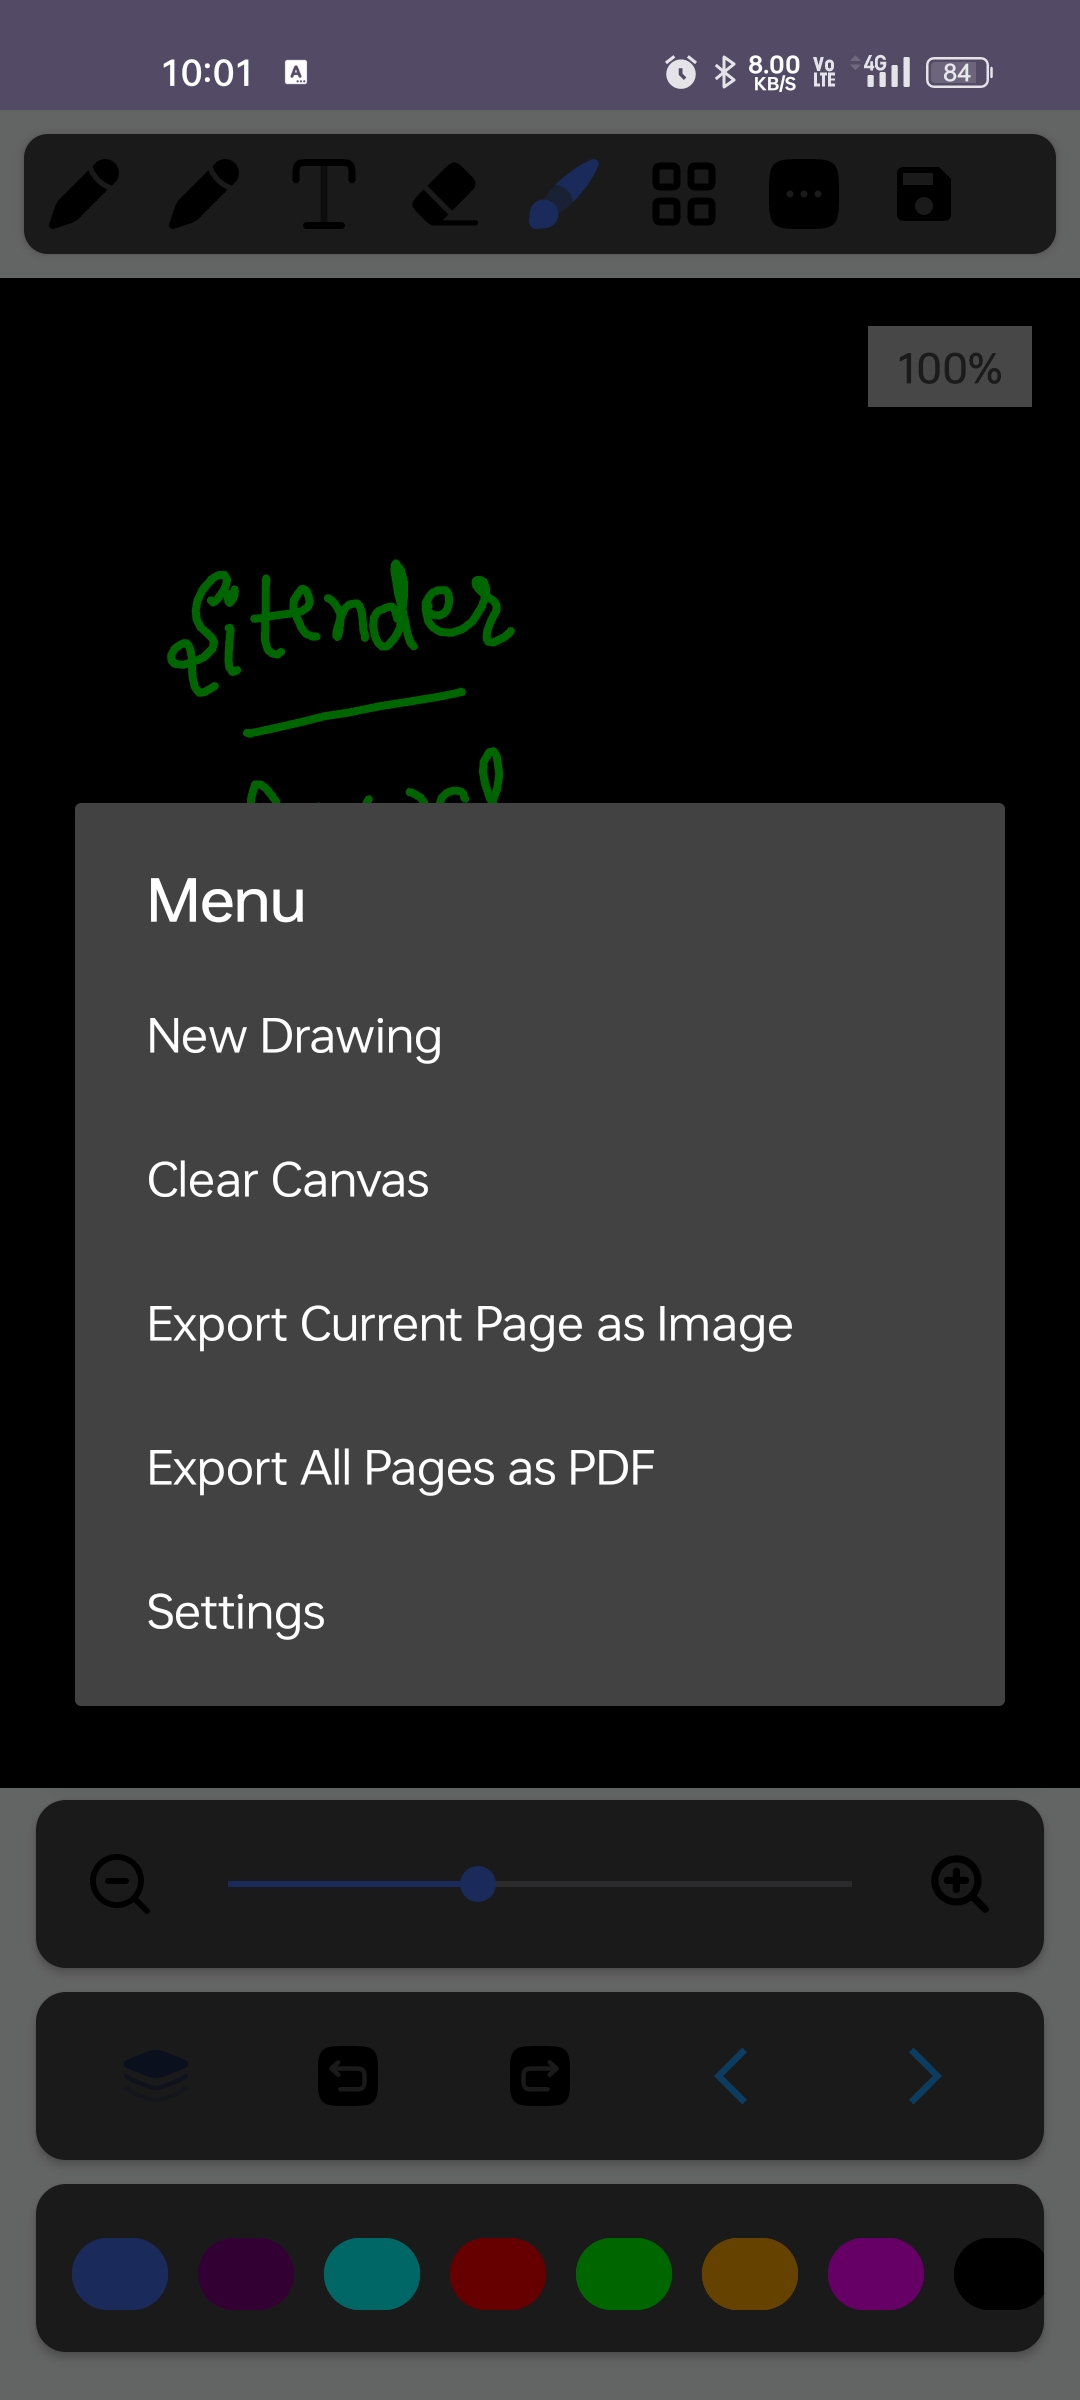 10:01
A
8.00 KB/S
Vo LTE
4G
84
T
100%
Jitender
Menu
New Drawing
Clear Canvas
Export Current Page as Image
Export All Pages as PDF
Settings